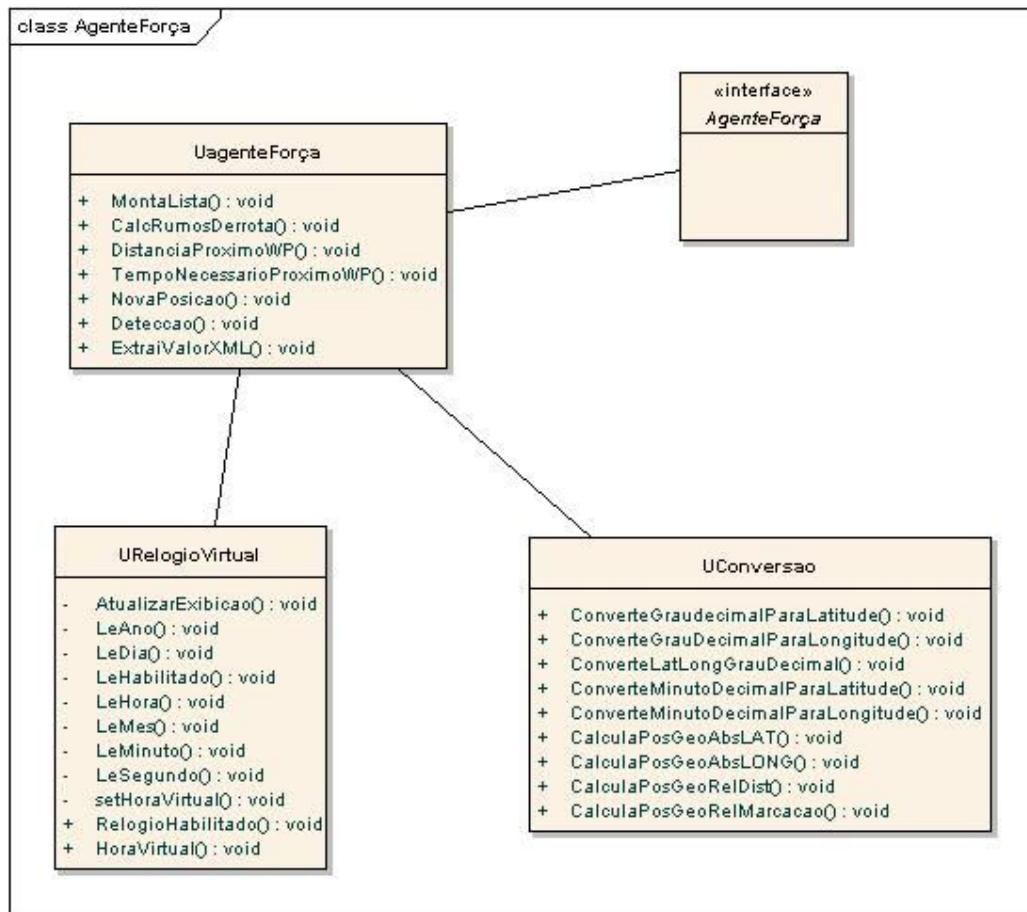 class AgenteForça
«interface»
AgenteForça
UagenteForça
+ MontaLista() : void
+ CalcRumosDerrota() : void
+ DistanciaProximoWP() : void
+ TempoNecessarioProximoWP() : void
+ NovaPosicao() : void
+ Deteccao() : void
+ ExtraiValorXML() : void
URelogioVirtual
- AtualizarExibicao() : void
- LeAno() : void
- LeDia() : void
- LeHabilitado() : void
- LeHora() : void
- LeMes() : void
- LeMinuto() : void
- LeSegundo() : void
- setHoraVirtual() : void
+ RelogioHabilitado() : void
+ HoraVirtual() : void
UConversao
+ ConverteGraudecimalParaLatitude() : void
+ ConverteGrauDecimalParaLongitude() : void
+ ConverteLatLongGrauDecimal() : void
+ ConverteMinutoDecimalParaLatitude() : void
+ ConverteMinutoDecimalParaLongitude() : void
+ CalculaPosGeoAbsLAT() : void
+ CalculaPosGeoAbsLONG() : void
+ CalculaPosGeoRelDist() : void
+ CalculaPosGeoRelMarcacao() : void